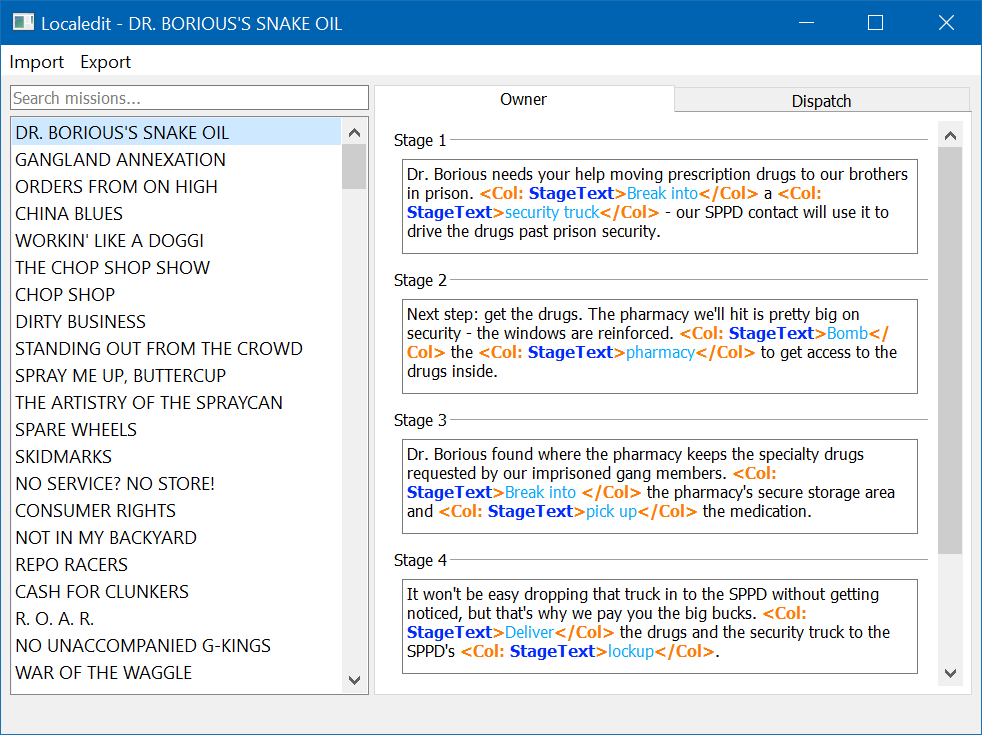 Localedit - DR. BORIOUS'S SNAKE OIL
Import Export
Search missions...
DR. BORIOUS'S SNAKE OIL
GANGLAND ANNEXATION
ORDERS FROM ON HIGH
CHINA BLUES
WORKIN' LIKE A DOGGI
THE CHOP SHOP SHOW
CHOP SHOP
DIRTY BUSINESS
STANDING OUT FROM THE CROWD
SPRAY ME UP, BUTTERCUP
THE ARTISTRY OF THE SPRAYCAN
SPARE WHEELS
SKIDMARKS
NO SERVICE? NO STORE!
CONSUMER RIGHTS
NOT IN MY BACKYARD
REPO RACERS
CASH FOR CLUNKERS
R. O. A. R.
NO UNACCOMPANIED G-KINGS
WAR OF THE WAGGLE
Owner
Dispatch
Stage 1
Dr. Borious needs your help moving prescription drugs to our brothers
in prison. <Col: StageText>Break into</Col> a <Col:
StageText>security truck</Col> - our SPPD contact will use it to
drive the drugs past prison security.
Stage 2
Next step: get the drugs. The pharmacy we'll hit is pretty big on
security - the windows are reinforced. <Col: StageText>Bomb</
Col> the <Col: StageText>pharmacy</Col> to get access to the
drugs inside.
Stage 3
Dr. Borious found where the pharmacy keeps the specialty drugs
requested by our imprisoned gang members. <Col:
StageText>Break into </Col> the pharmacy's secure storage area
and <Col: StageText>pick up</Col> the medication.
Stage 4
It won't be easy dropping that truck in to the SPPD without getting
noticed, but that's why we pay you the big bucks. <Col:
StageText>Deliver</Col> the drugs and the security truck to the
SPPD's <Col: StageText>lockup</Col>.